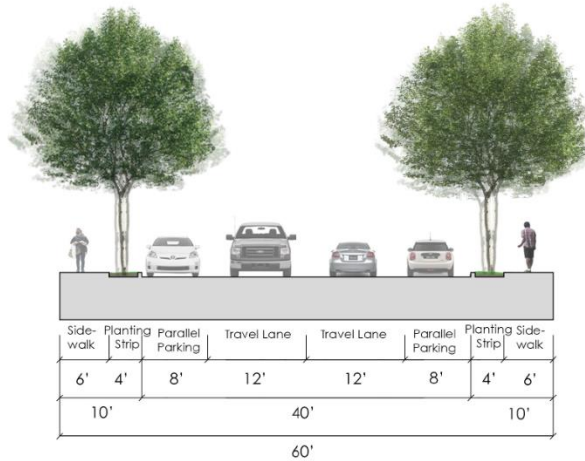 Side-
walk
Planting
Strip
Parallel
Parking
Travel Lane
Travel Lane
Parallel
Parking
Planting
Strip
Side-
walk
6' 4' 8' 12' 12' 8' 4' 6'
10' 40' 10'
60'